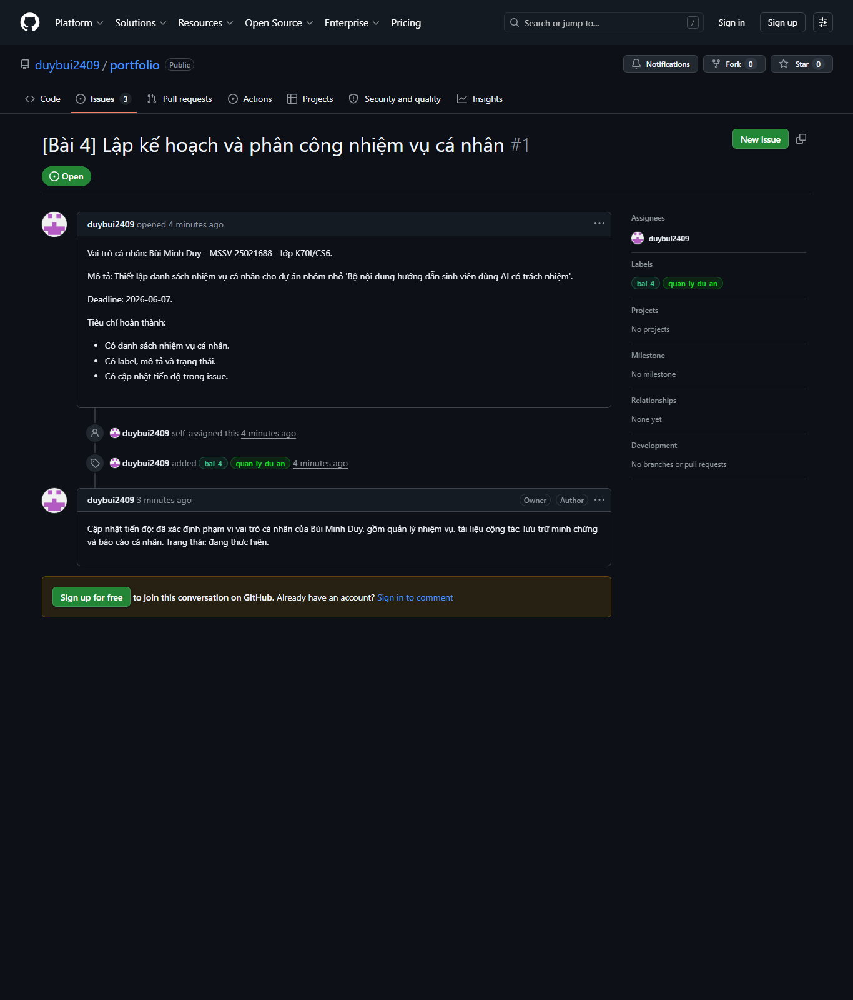 Platform Solutions Resources Open Source Enterprise Pricing Search or jump to... / Sign in Sign up
duybui2409 / portfolio Public Notifications Fork 0 Star 0
Code Issues 3 Pull requests Actions Projects Security and quality Insights
[Bài 4] Lập kế hoạch và phân công nhiệm vụ cá nhân #1 New issue
Open
duybui2409 opened 4 minutes ago
Vai trò cá nhân: Bùi Minh Duy - MSSV 25021688 - lớp K70I/CS6.
Mô tả: Thiết lập danh sách nhiệm vụ cá nhân cho dự án nhóm nhỏ 'Bộ nội dung hướng dẫn sinh viên dùng AI có trách nhiệm'.
Deadline: 2026-06-07.
Tiêu chí hoàn thành:
• Có danh sách nhiệm vụ cá nhân.
• Có label, mô tả và trạng thái.
• Có cập nhật tiến độ trong issue.
duybui2409 self-assigned this 4 minutes ago
duybui2409 added bai-4 quan-ly-du-an 4 minutes ago
duybui2409 3 minutes ago Owner Author
Cập nhật tiến độ: đã xác định phạm vi vai trò cá nhân của Bùi Minh Duy, gồm quản lý nhiệm vụ, tài liệu cộng tác, lưu trữ minh chứng
và báo cáo cá nhân. Trạng thái: đang thực hiện.
Sign up for free to join this conversation on GitHub. Already have an account? Sign in to comment
Assignees
duybui2409
Labels
bai-4 quan-ly-du-an
Projects
No projects
Milestone
No milestone
Relationships
None yet
Development
No branches or pull requests